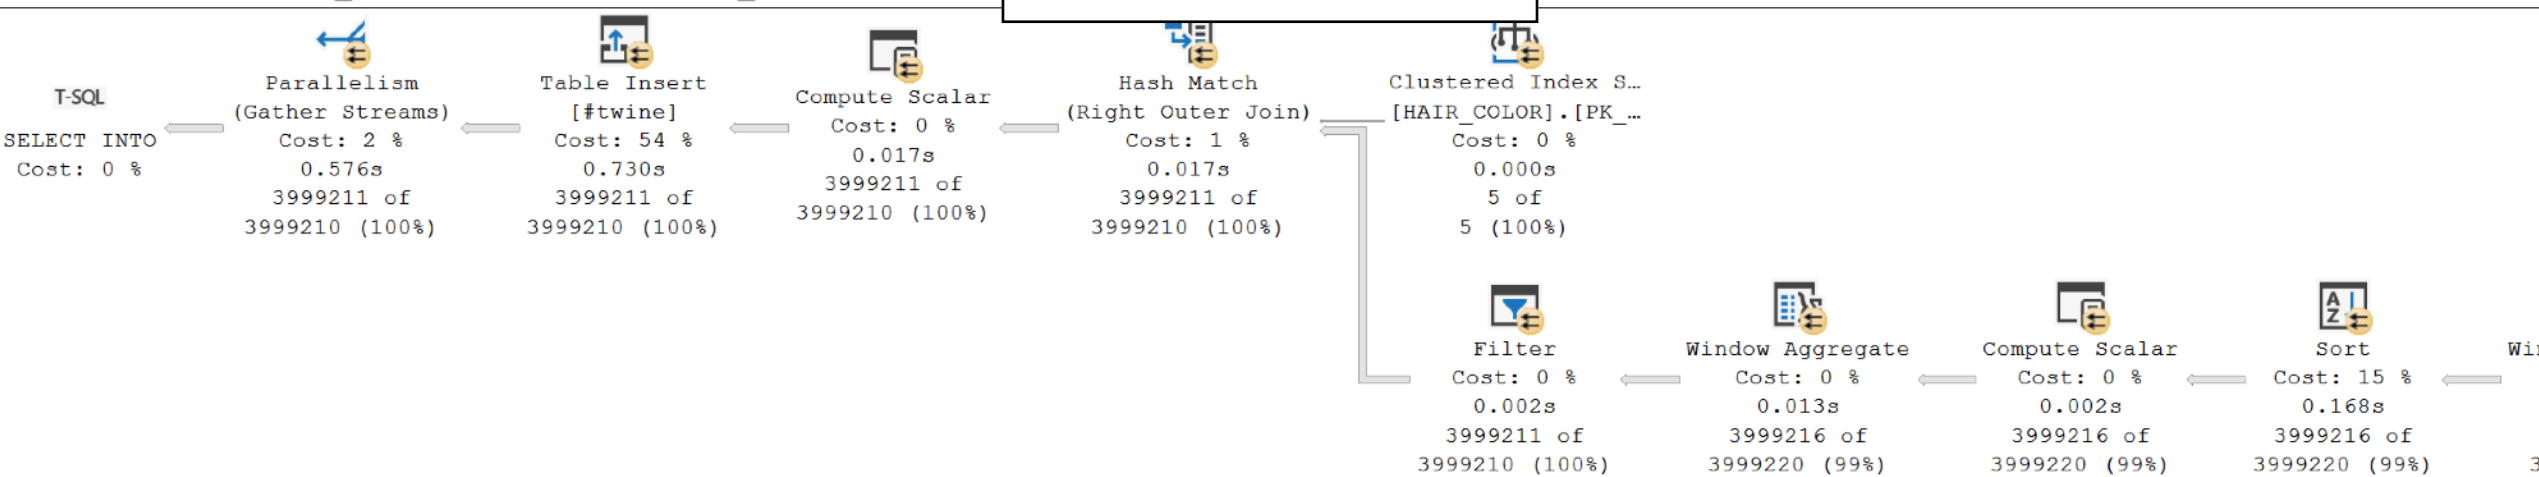 T-SQL
SELECT INTO
Cost: 0 %
Parallelism
(Gather Streams)
Cost: 2 %
0.576s
3999211 of
3999210 (100%)
Table Insert
[#twine]
Cost: 54 %
0.730s
3999211 of
3999210 (100%)
Compute Scalar
Cost: 0 %
0.017s
3999211 of
3999210 (100%)
Hash Match
(Right Outer Join)
Cost: 1 %
0.017s
3999211 of
3999210 (100%)
Clustered Index S…
[HAIR_COLOR].[PK_…
Cost: 0 %
0.000s
5 of
5 (100%)
Filter
Cost: 0 %
0.002s
3999211 of
3999210 (100%)
Window Aggregate
Cost: 0 %
0.013s
3999216 of
3999220 (99%)
Compute Scalar
Cost: 0 %
0.002s
3999216 of
3999220 (99%)
A
Z
Sort
Cost: 15 %
0.168s
3999216 of
3999220 (99%)